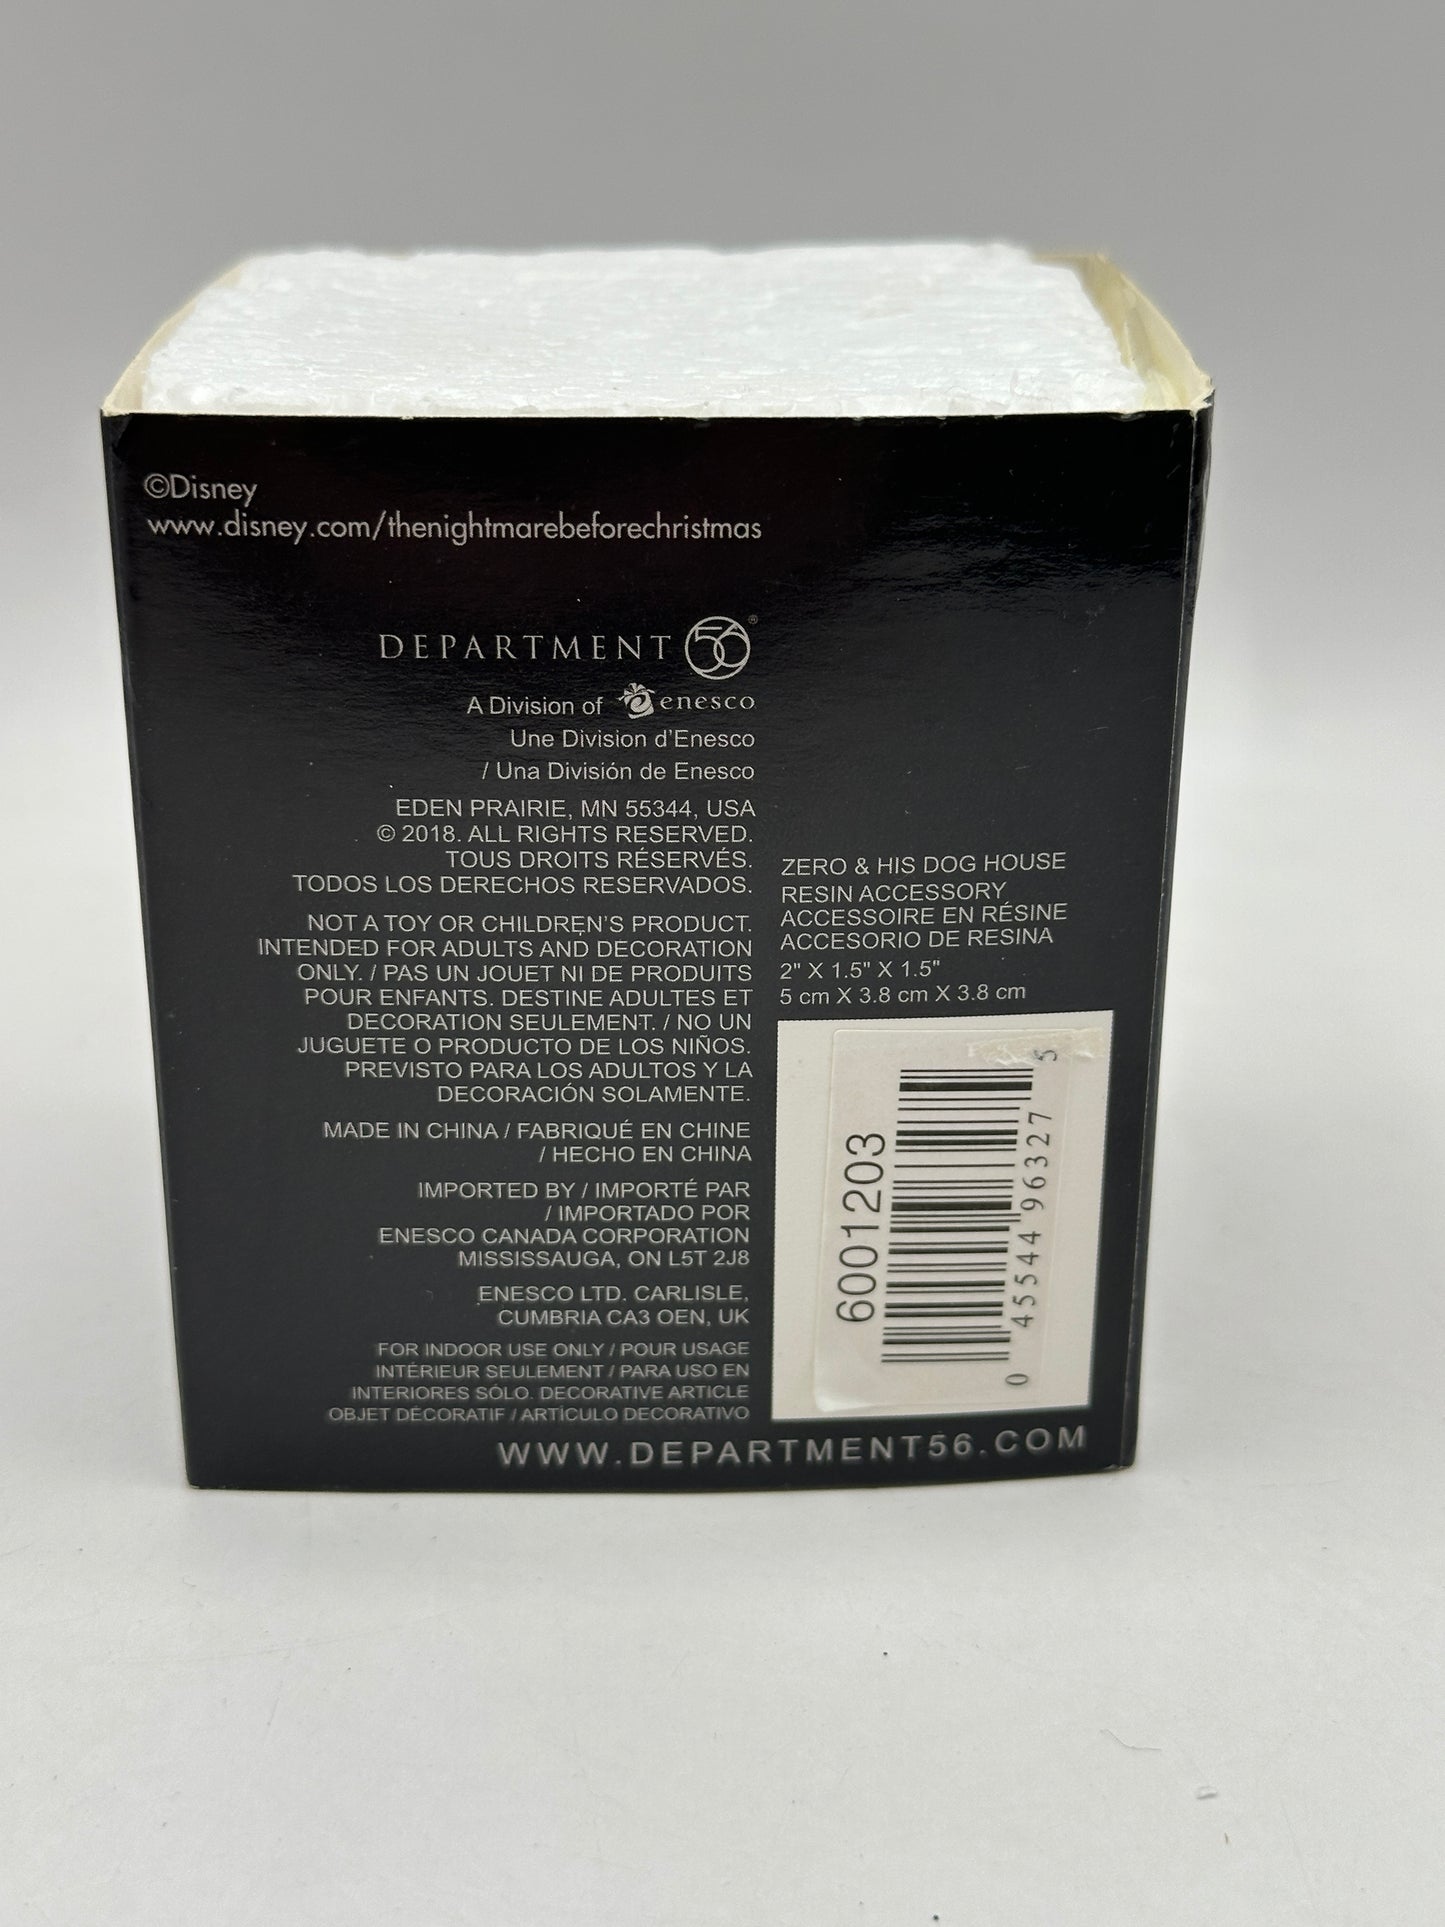 ©Disney
www.disney.com/thenightmarebeforechristmas
DEPARTMENT 56®
A Division of enesco
Une Division d'Enesco
/ Una División de Enesco
EDEN PRAIRIE, MN 55344, USA
© 2018. ALL RIGHTS RESERVED.
TOUS DROITS RÉSERVÉS.
TODOS LOS DERECHOS RESERVADOS.
NOT A TOY OR CHILDREN'S PRODUCT.
INTENDED FOR ADULTS AND DECORATION
ONLY. / PAS UN JOUET NI DE PRODUITS
POUR ENFANTS. DESTINE ADULTES ET
DECORATION SEULEMENT. / NO UN
JUGUETE O PRODUCTO DE LOS NIÑOS.
PREVISTO PARA LOS ADULTOS Y LA
DECORACIÓN SOLAMENTE.
MADE IN CHINA / FABRIQUÉ EN CHINE
/ HECHO EN CHINA
IMPORTED BY / IMPORTÉ PAR
/ IMPORTADO POR
ENESCO CANADA CORPORATION
MISSISSAUGA, ON L5T 2J8
ENESCO LTD. CARLISLE,
CUMBRIA CA3 OEN, UK
FOR INDOOR USE ONLY / POUR USAGE
INTÉRIEUR SEULEMENT / PARA USO EN
INTERIORES SÓLO. DECORATIVE ARTICLE
OBJET DÉCORATIF / ARTÍCULO DECORATIVO
ZERO & HIS DOG HOUSE
RESIN ACCESSORY
ACCESSOIRE EN RÉSINE
ACCESORIO DE RESINA
2" X 1.5" X 1.5"
5 cm X 3.8 cm X 3.8 cm
6001203
0 45544 96327 5
WWW.DEPARTMENT56.COM